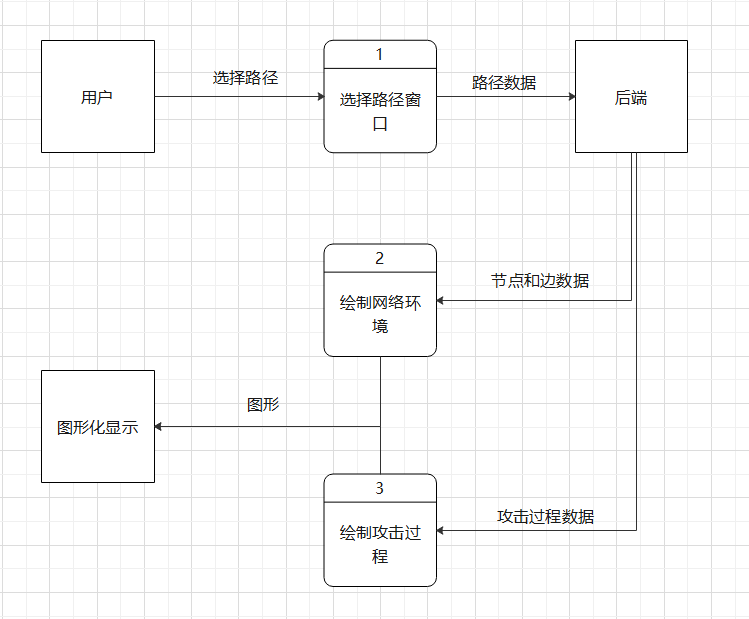 用户
选择路径
1
选择路径窗
口
路径数据
后端
2
绘制网络环
境
节点和边数据
图形化显示
图形
3
绘制攻击过
程
攻击过程数据